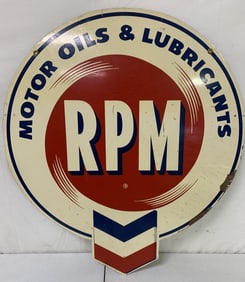 MOTOR OILS & LUBRICANTS
RPM